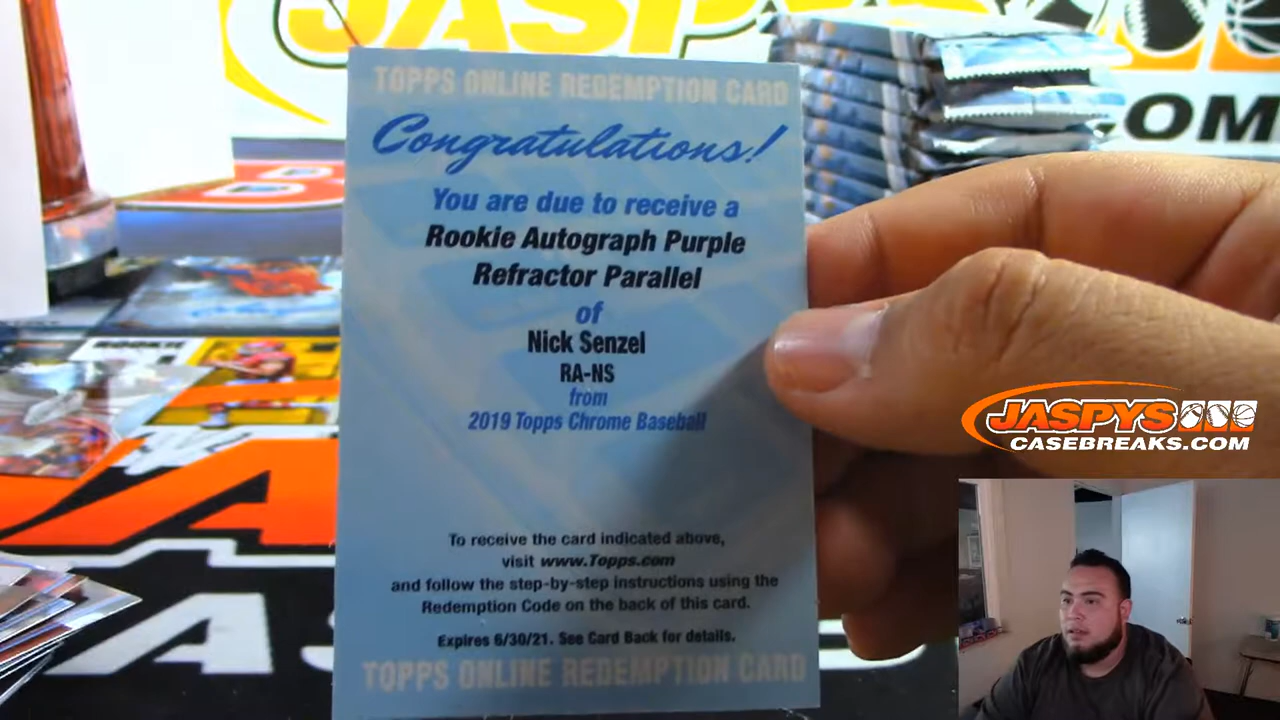 JASPYS
.COM
TOPPS ONLINE REDEMPTION CARD
Congratulations!
You are due to receive a
Rookie Autograph Purple
Refractor Parallel
of
Nick Senzel
RA-NS
from
2019 Topps Chrome Baseball
To receive the card indicated above,
visit www.Topps.com
and follow the step-by-step instructions using the
Redemption Code on the back of this card.
Expires 6/30/21. See Card Back for details.
TOPPS ONLINE REDEMPTION CARD
JASPYS
CASEBREAKS.COM